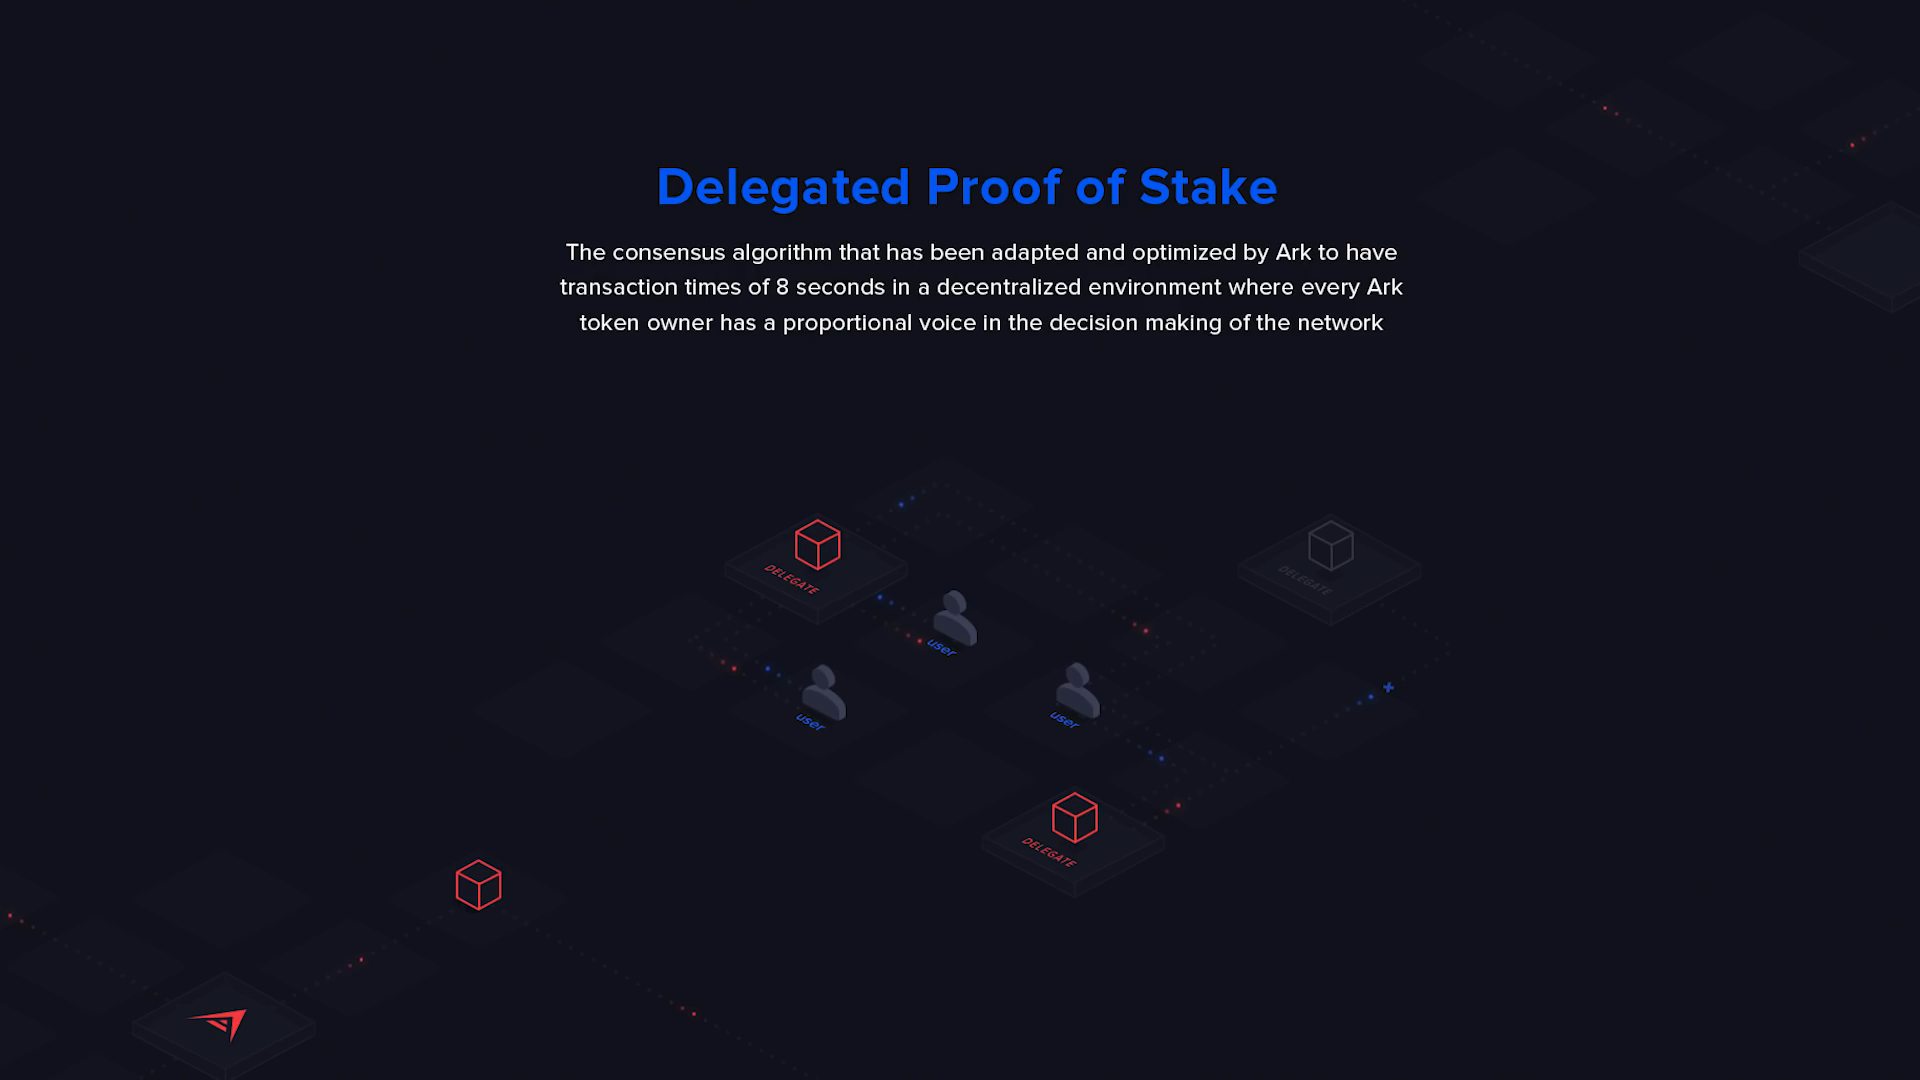 Delegated Proof of Stake
The consensus algorithm that has been adapted and optimized by Ark to have
transaction times of 8 seconds in a decentralized environment where every Ark
token owner has a proportional voice in the decision making of the network
DELEGATE
DELEGATE
user
user
user
DELEGATE